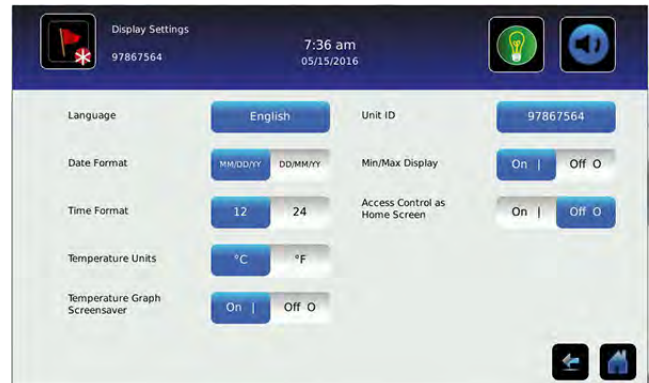 Display Settings
97867564
7:36 am
05/15/2016
Language
English
Unit ID
97867564
Date Format
MM/DD/YY DD/MM/YY
Min/Max Display
On | Off O
Time Format
12 24
Access Control as
Home Screen
On | Off O
Temperature Units
°C °F
Temperature Graph
Screensaver
On | Off O